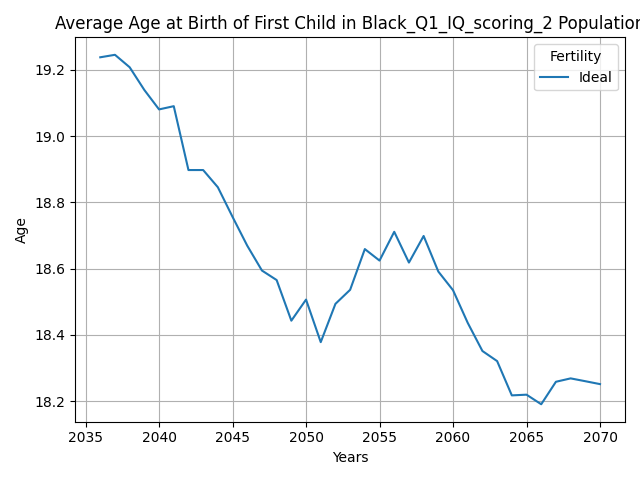 Average Age at Birth of First Child in Black_Q1_IQ_scoring_2 Population
Fertility
Ideal
Age
19.2
19.0
18.8
18.6
18.4
18.2
2035 2040 2045 2050 2055 2060 2065 2070
Years